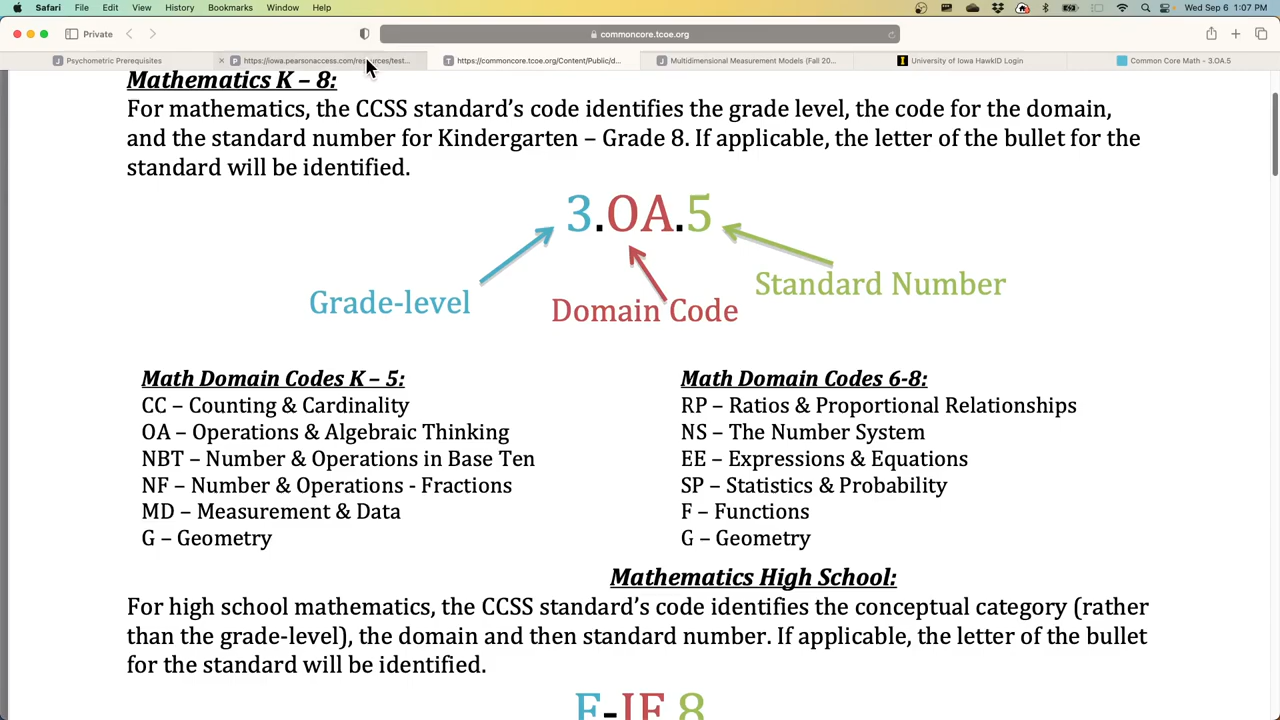 Safari File Edit View History Bookmarks Window Help Wed Sep 6 1:07 PM
Private commoncore.tcoe.org
Psychometric Prerequisites https://iowa.pearsonaccess.com/resources/test... https://commoncore.tcoe.org/Content/Public/d... Multidimensional Measurement Models (Fall 20... University of Iowa HawkID Login Common Core Math - 3.OA.5
Mathematics K – 8:
For mathematics, the CCSS standard’s code identifies the grade level, the code for the domain,
and the standard number for Kindergarten – Grade 8. If applicable, the letter of the bullet for the
standard will be identified.
3.OA.5
Grade-level
Domain Code
Standard Number
Math Domain Codes K – 5:
CC – Counting & Cardinality
OA – Operations & Algebraic Thinking
NBT – Number & Operations in Base Ten
NF – Number & Operations - Fractions
MD – Measurement & Data
G – Geometry
Math Domain Codes 6-8:
RP – Ratios & Proportional Relationships
NS – The Number System
EE – Expressions & Equations
SP – Statistics & Probability
F – Functions
G – Geometry
Mathematics High School:
For high school mathematics, the CCSS standard’s code identifies the conceptual category (rather
than the grade-level), the domain and then standard number. If applicable, the letter of the bullet
for the standard will be identified.
F-IF.8